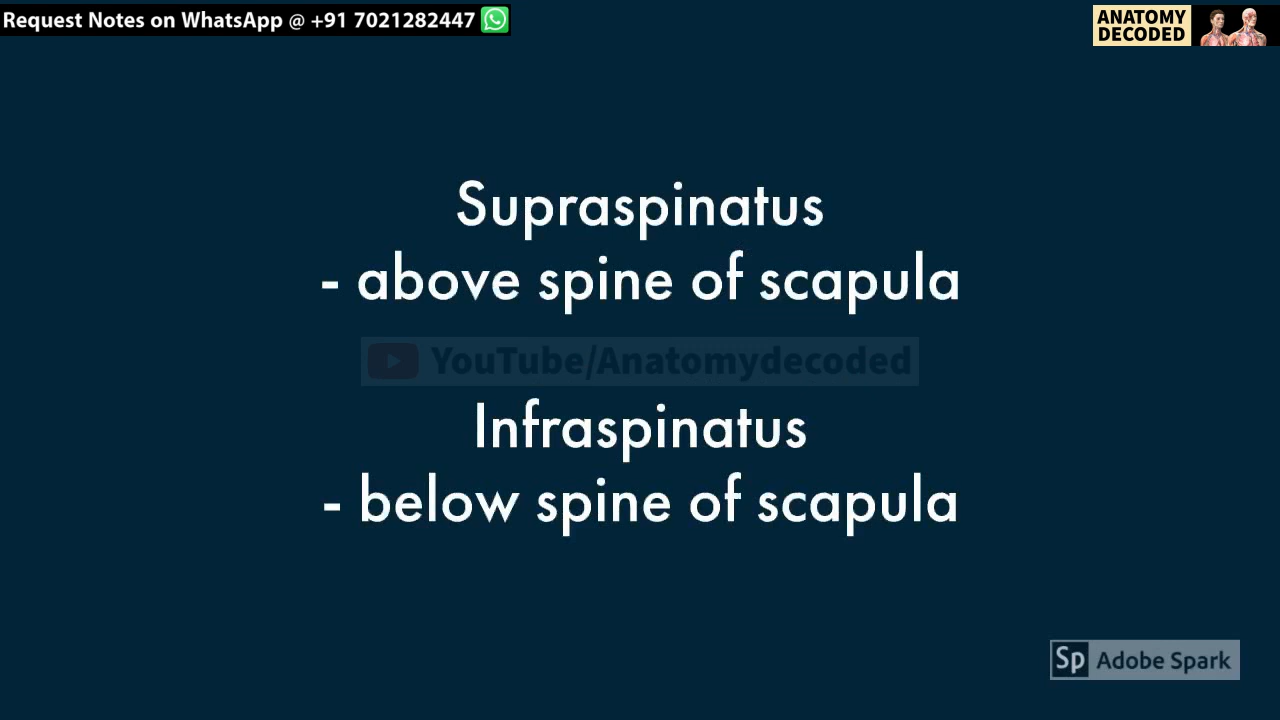 Request Notes on WhatsApp @ +91 7021282447
ANATOMY
DECODED
Supraspinatus
- above spine of scapula
YouTube/Anatomydecoded
Infraspinatus
- below spine of scapula
Sp Adobe Spark